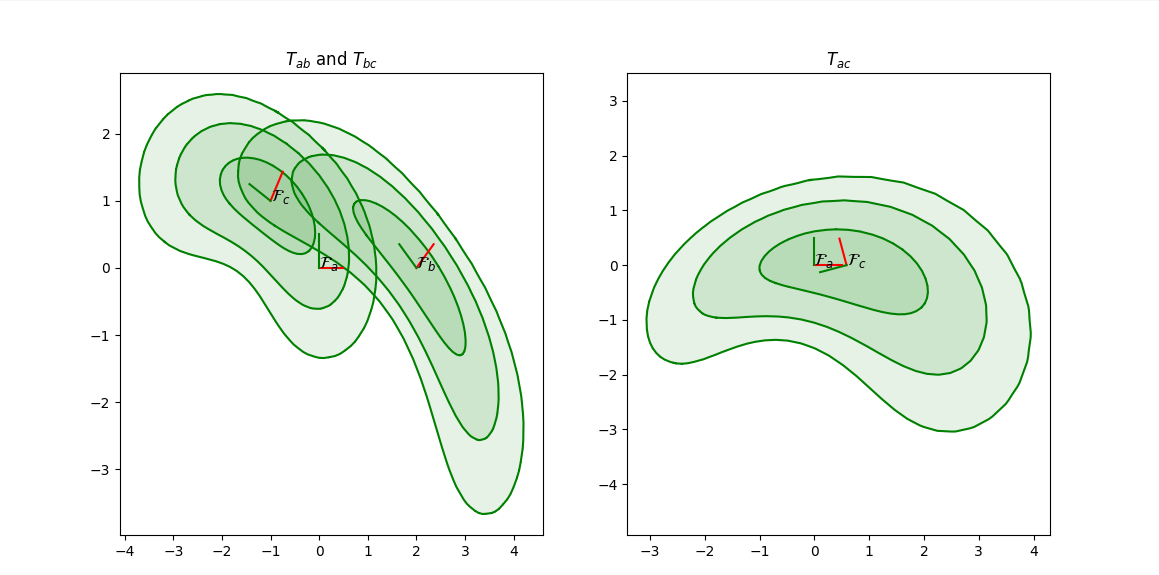 T_ab and T_bc
2
1
0
−1
−2
−3
−4 −3 −2 −1 0 1 2 3 4
ℱ_c
ℱ_a
ℱ_b
T_ac
3
2
1
0
−1
−2
−3
−4
−3 −2 −1 0 1 2 3 4
ℱ_a ℱ_c